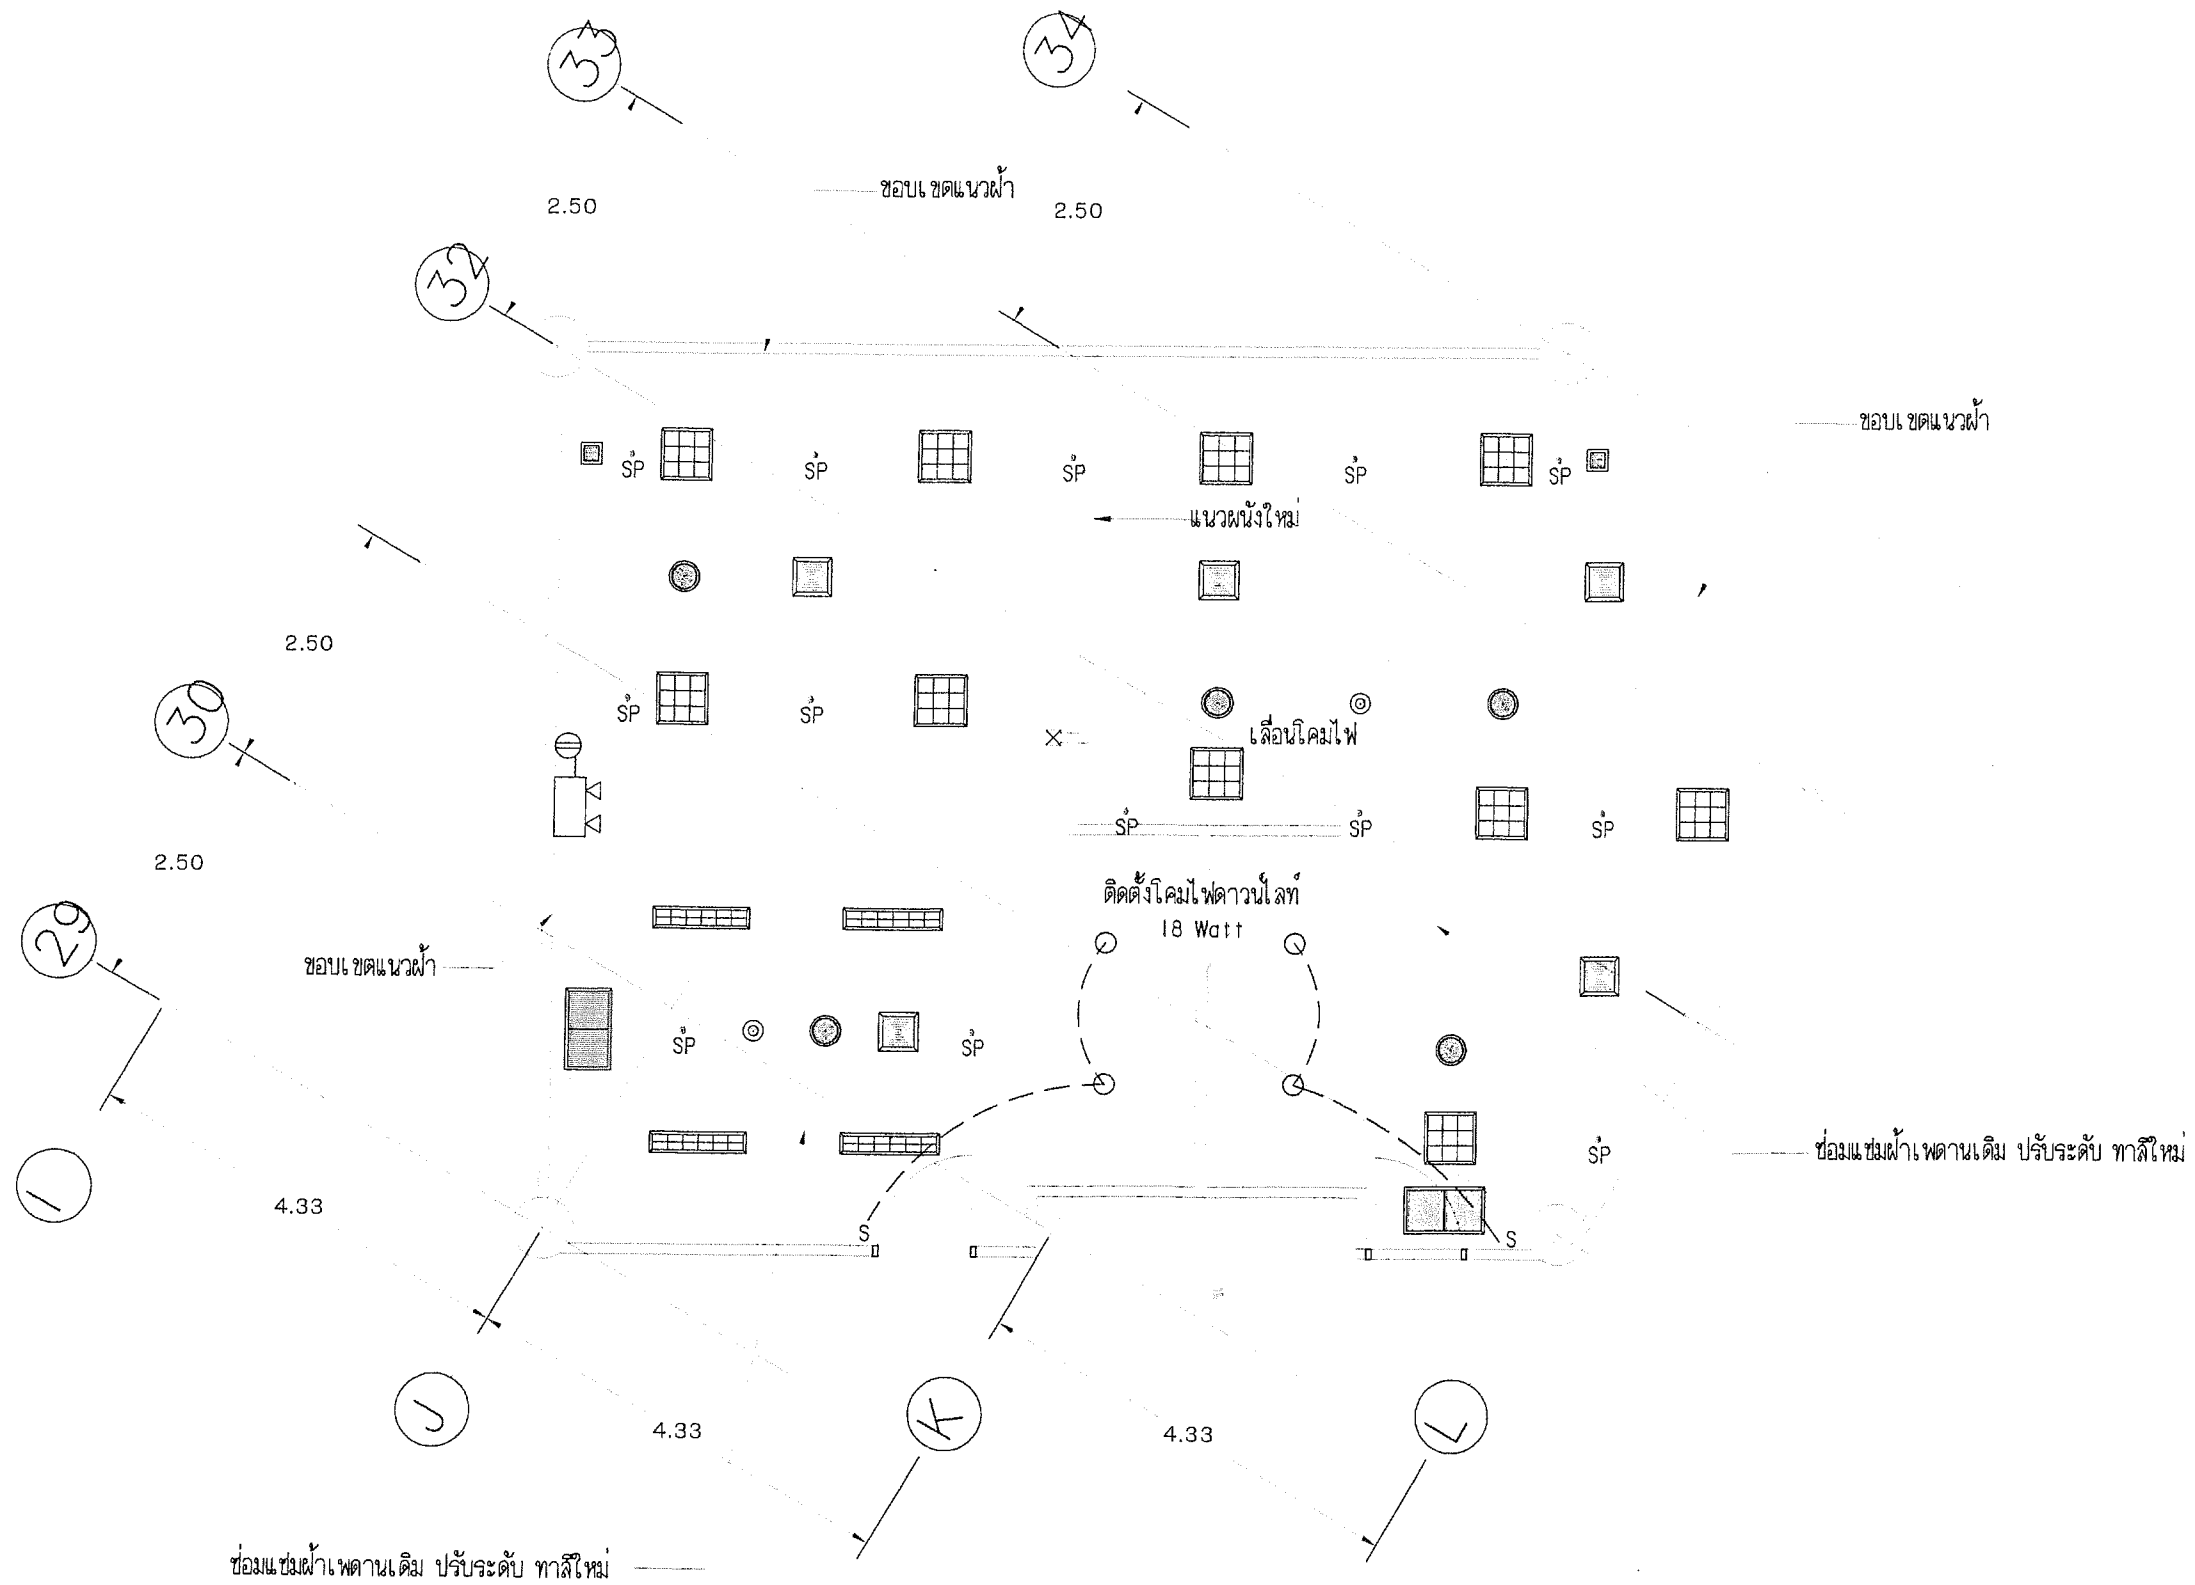 33
34
ขอบเขตแนวฝ้า
2.50
2.50
32
ขอบเขตแนวฝ้า
SP
SP
SP
SP
SP
แนวผนังใหม่
2.50
30
SP
SP
เลื่อนโคมไฟ
SP
SP
SP
2.50
29
ติดตั้งโคมไฟดาวน์ไลท์
18 Watt
ขอบเขตแนวฝ้า
SP
SP
ซ่อมแซมฝ้าเพดานเดิม ปรับระดับ ทาสีใหม่
SP
I
4.33
S
S
J
K
L
4.33
4.33
ซ่อมแซมฝ้าเพดานเดิม ปรับระดับ ทาสีใหม่